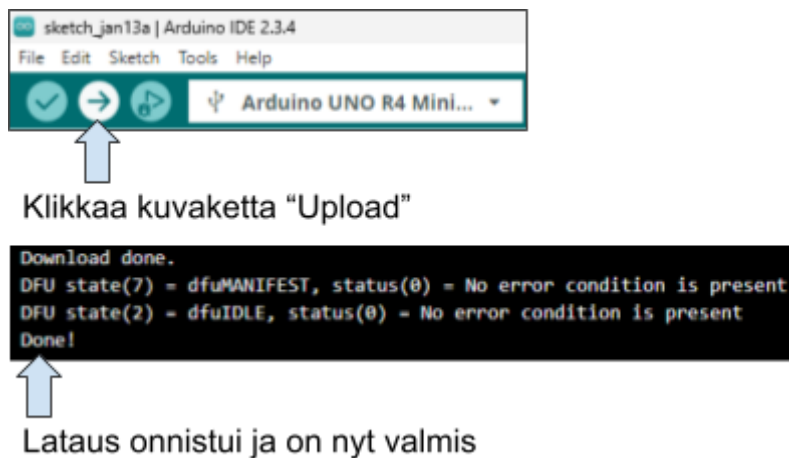 sketch_jan13a | Arduino IDE 2.3.4
File Edit Sketch Tools Help
Arduino UNO R4 Mini...
Klikkaa kuvaketta “Upload”
Download done.
DFU state(7) = dfuMANIFEST, status(0) = No error condition is present
DFU state(2) = dfuIDLE, status(0) = No error condition is present
Done!
Lataus onnistui ja on nyt valmis